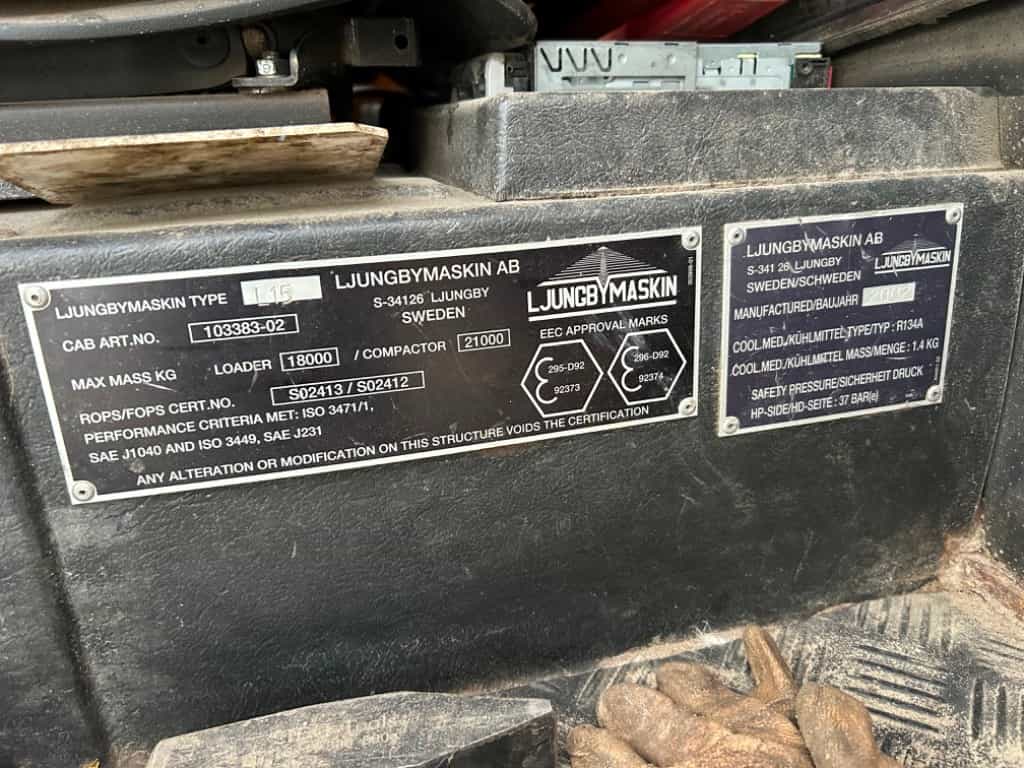 LJUNGBYMASKIN TYPE L15
CAB ART.NO. 103383-02
MAX MASS KG LOADER 18000 / COMPACTOR 21000
ROPS/FOPS CERT.NO. S02413 / S02412
PERFORMANCE CRITERIA MET: ISO 3471/1,
SAE J1040 AND ISO 3449, SAE J231
ANY ALTERATION OR MODIFICATION ON THIS STRUCTURE VOIDS THE CERTIFICATION
LJUNGBYMASKIN AB
S-34126 LJUNGBY
SWEDEN
LJUNGBYMASKIN
EEC APPROVAL MARKS
295-D92
92373
296-D92
92374
LJUNGBYMASKIN AB
S-341 26 LJUNGBY
SWEDEN/SCHWEDEN
LJUNGBYMASKIN
MANUFACTURED/BAUJAHR
COOL.MED./KÜHLMITTEL TYPE/TYP : R134A
COOL.MED./KÜHLMITTEL MASS/MENGE : 1.4 KG
SAFETY PRESSURE/SICHERHEIT DRUCK
HP-SIDE/HD-SEITE : 37 BAR(e)